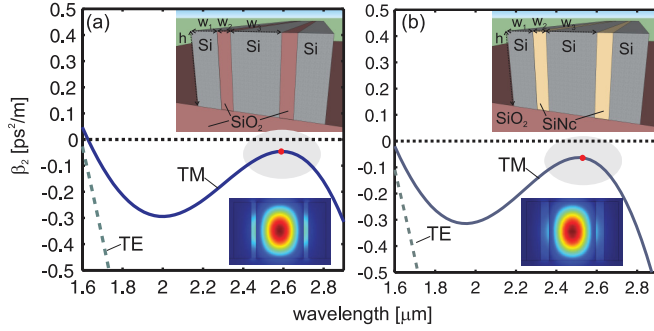 (a)
w₁ w₂ w₃
h
Si Si Si
SiO₂
0.5
0.4
0.3
0.2
0.1
0
-0.1
-0.2
-0.3
-0.4
-0.5
β₂ [ps²/m]
TM
TE
1.6 1.8 2 2.2 2.4 2.6 2.8
(b)
w₁ w₂ w₃
h
Si Si Si
SiO₂ SiNc
0.5
0.4
0.3
0.2
0.1
0
-0.1
-0.2
-0.3
-0.4
-0.5
TM
TE
1.6 1.8 2 2.2 2.4 2.6 2.8
wavelength [μm]